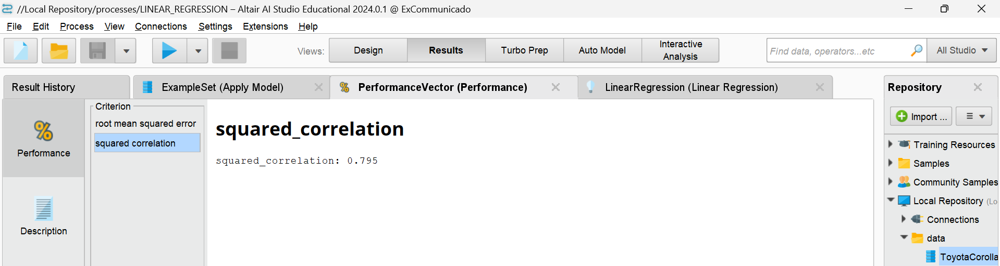 //Local Repository/processes/LINEAR_REGRESSION – Altair AI Studio Educational 2024.0.1 @ ExCommunicado
File Edit Process View Connections Settings Extensions Help
Views: Design Results Turbo Prep Auto Model Interactive Analysis Find data, operators...etc All Studio
Result History ExampleSet (Apply Model) PerformanceVector (Performance) LinearRegression (Linear Regression) Repository
Performance
Description
Criterion
root mean squared error
squared correlation
squared_correlation
squared_correlation: 0.795
Import ...
Training Resources
Samples
Community Samples
Local Repository (Lo
Connections
data
ToyotaCorolla